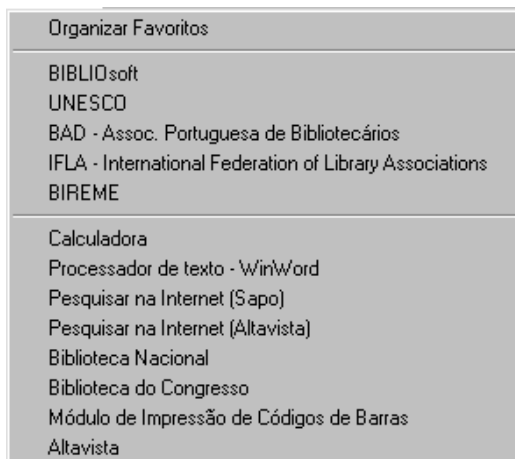 Organizar Favoritos
BIBLIOsoft
UNESCO
BAD - Assoc. Portuguesa de Bibliotecários
IFLA - International Federation of Library Associations
BIREME
Calculadora
Processador de texto - WinWord
Pesquisar na Internet (Sapo)
Pesquisar na Internet (Altavista)
Biblioteca Nacional
Biblioteca do Congresso
Módulo de Impressão de Códigos de Barras
Altavista